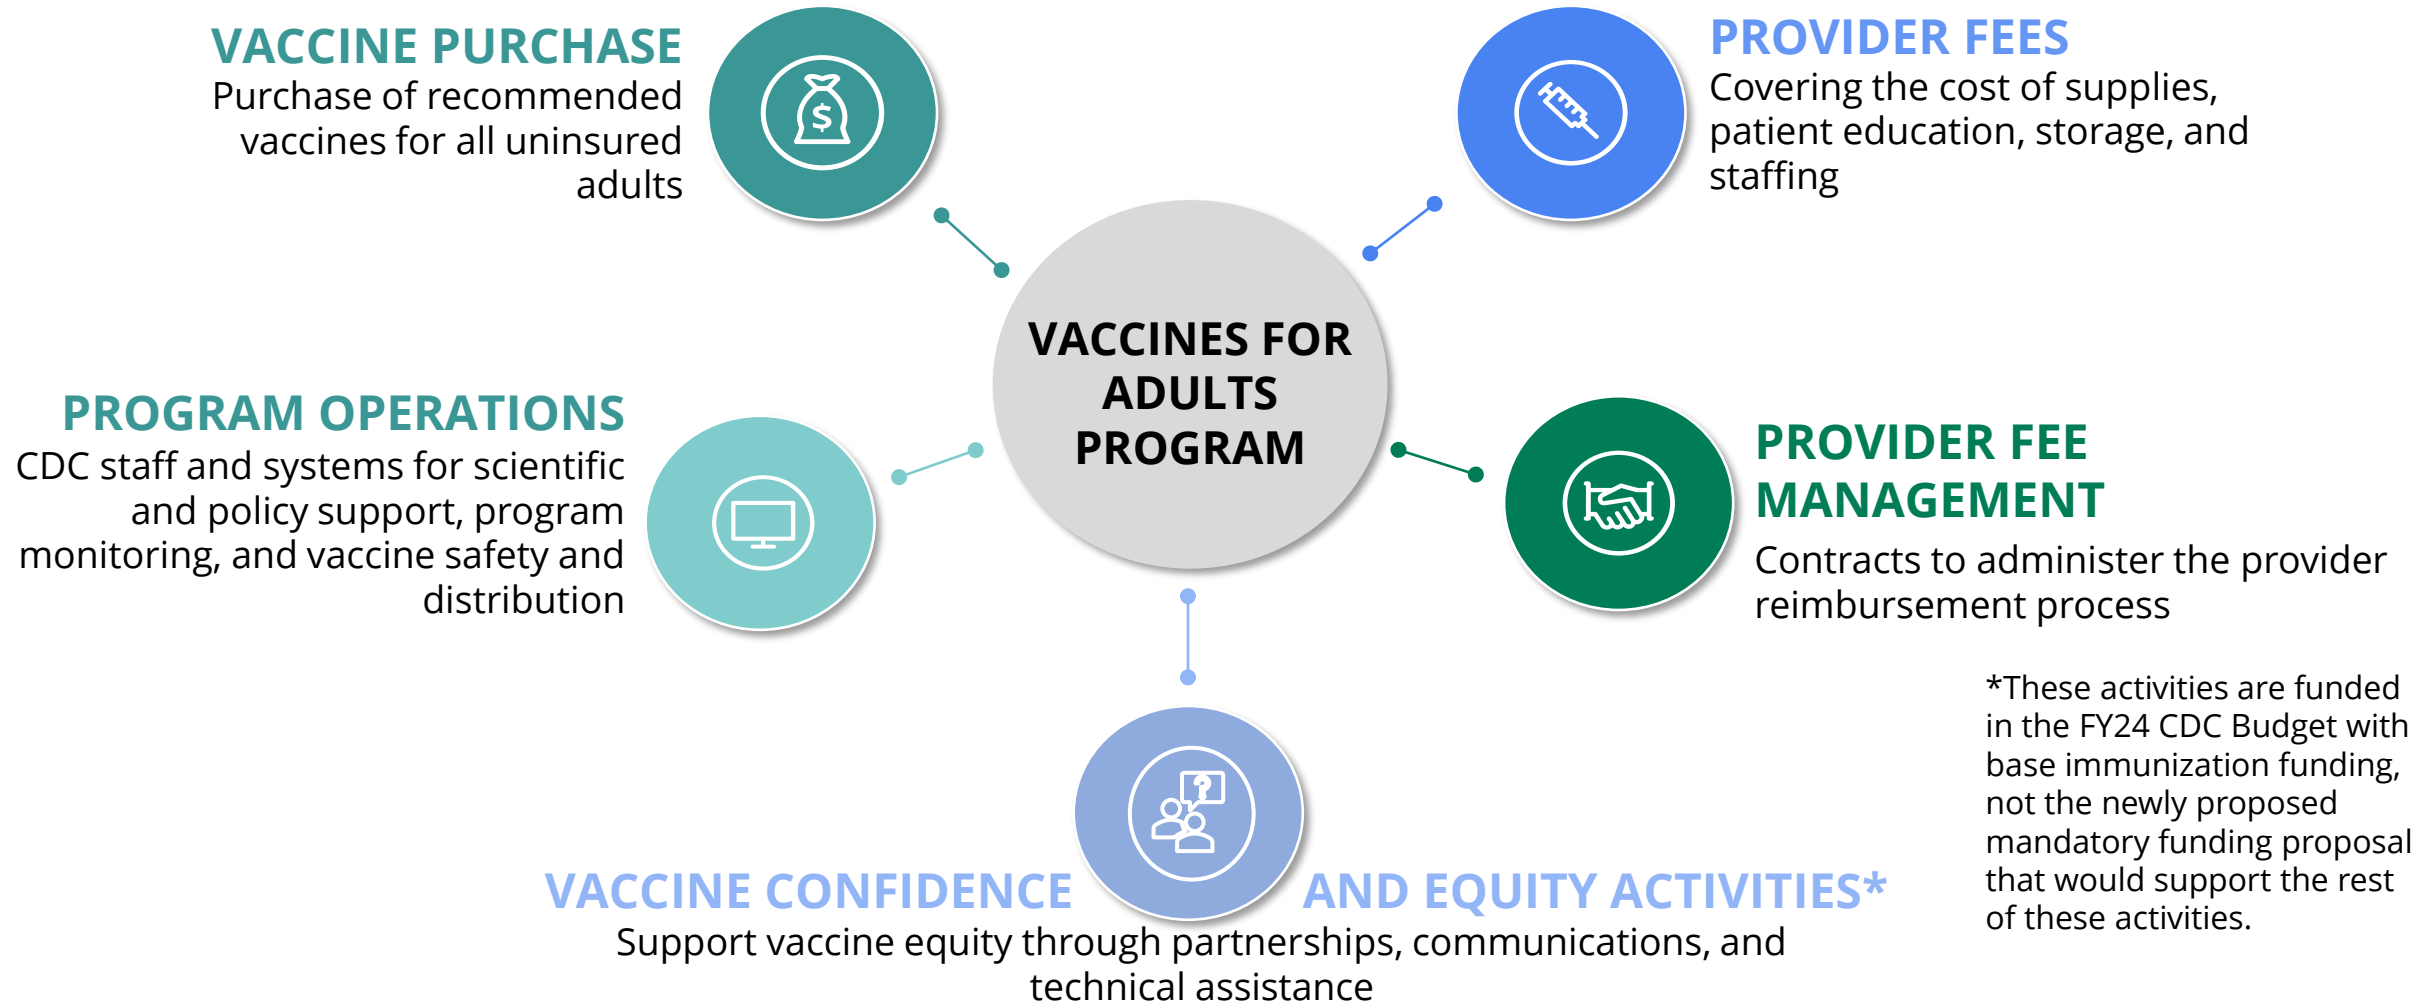 VACCINE PURCHASE
Purchase of recommended
vaccines for all uninsured
adults
$
PROVIDER FEES
Covering the cost of supplies,
patient education, storage, and
staffing
VACCINES FOR
ADULTS
PROGRAM
PROGRAM OPERATIONS
CDC staff and systems for scientific
and policy support, program
monitoring, and vaccine safety and
distribution
PROVIDER FEE
MANAGEMENT
Contracts to administer the provider
reimbursement process
?
VACCINE CONFIDENCE AND EQUITY ACTIVITIES*
Support vaccine equity through partnerships, communications, and
technical assistance
*These activities are funded
in the FY24 CDC Budget with
base immunization funding,
not the newly proposed
mandatory funding proposal
that would support the rest
of these activities.